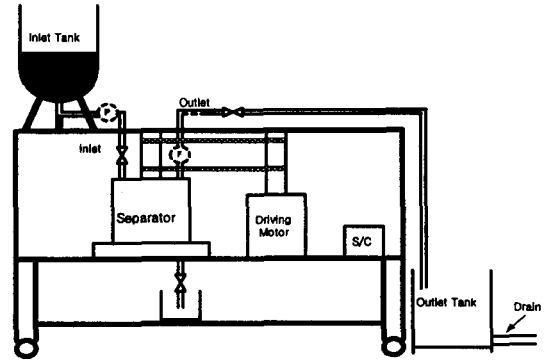 Inlet Tank
P
Outlet
Inlet
F
Separator
Driving
Motor
S/C
Outlet Tank
Drain